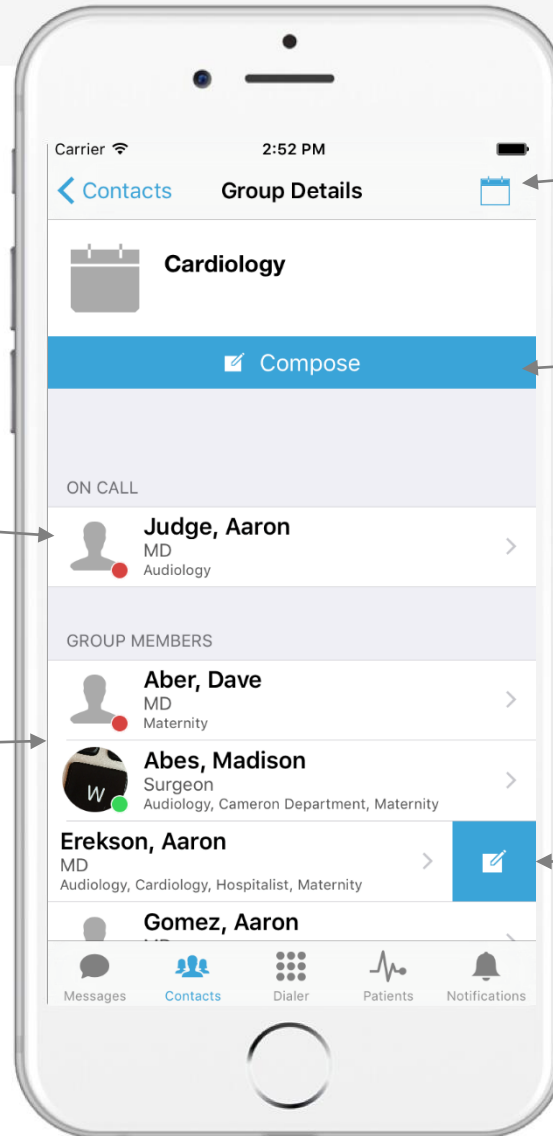 Carrier 2:52 PM
Contacts Group Details
Cardiology
Compose
ON CALL
Judge, Aaron
MD
Audiology
GROUP MEMBERS
Aber, Dave
MD
Maternity
Abes, Madison
W
Surgeon
Audiology, Cameron Department, Maternity
Erekson, Aaron
MD
Audiology, Cardiology, Hospitalist, Maternity
Gomez, Aaron
Messages Contacts Dialer Patients Notifications